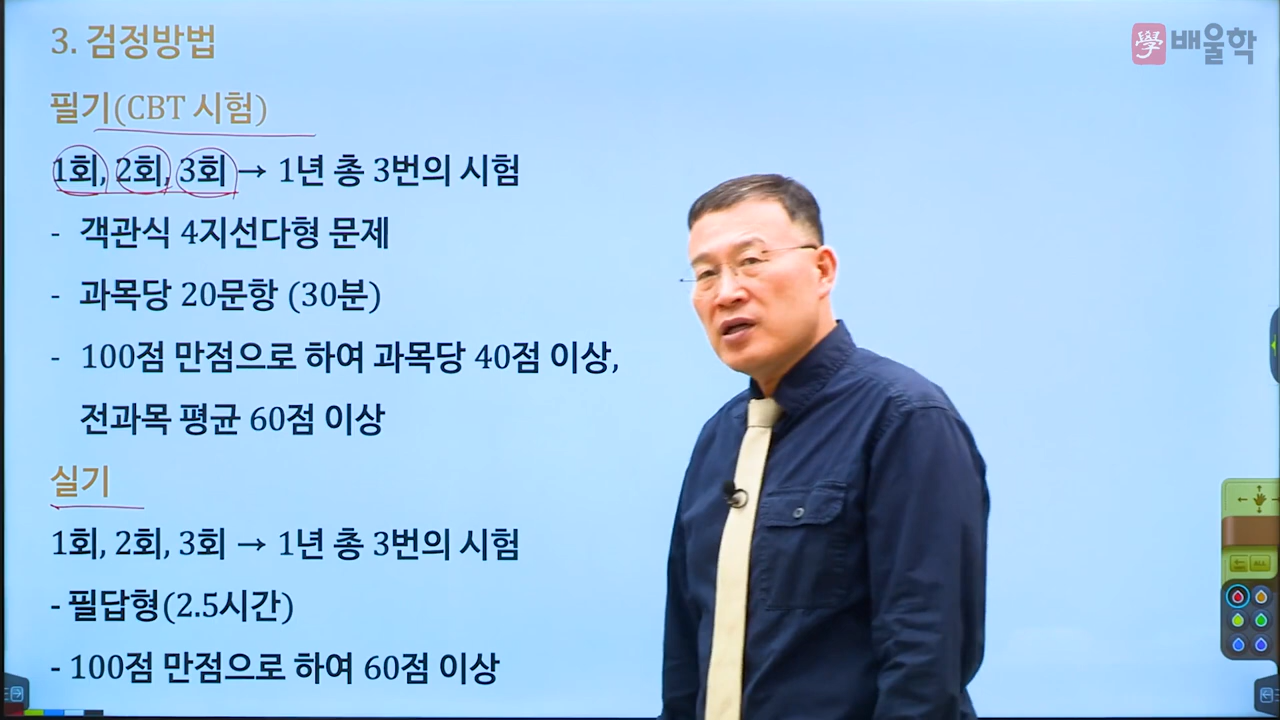 3. 검정방법
學 배울학
필기(CBT 시험)
1회, 2회, 3회 → 1년 총 3번의 시험
- 객관식 4지선다형 문제
- 과목당 20문항 (30분)
- 100점 만점으로 하여 과목당 40점 이상,
전과목 평균 60점 이상
실기
1회, 2회, 3회 → 1년 총 3번의 시험
- 필답형(2.5시간)
- 100점 만점으로 하여 60점 이상